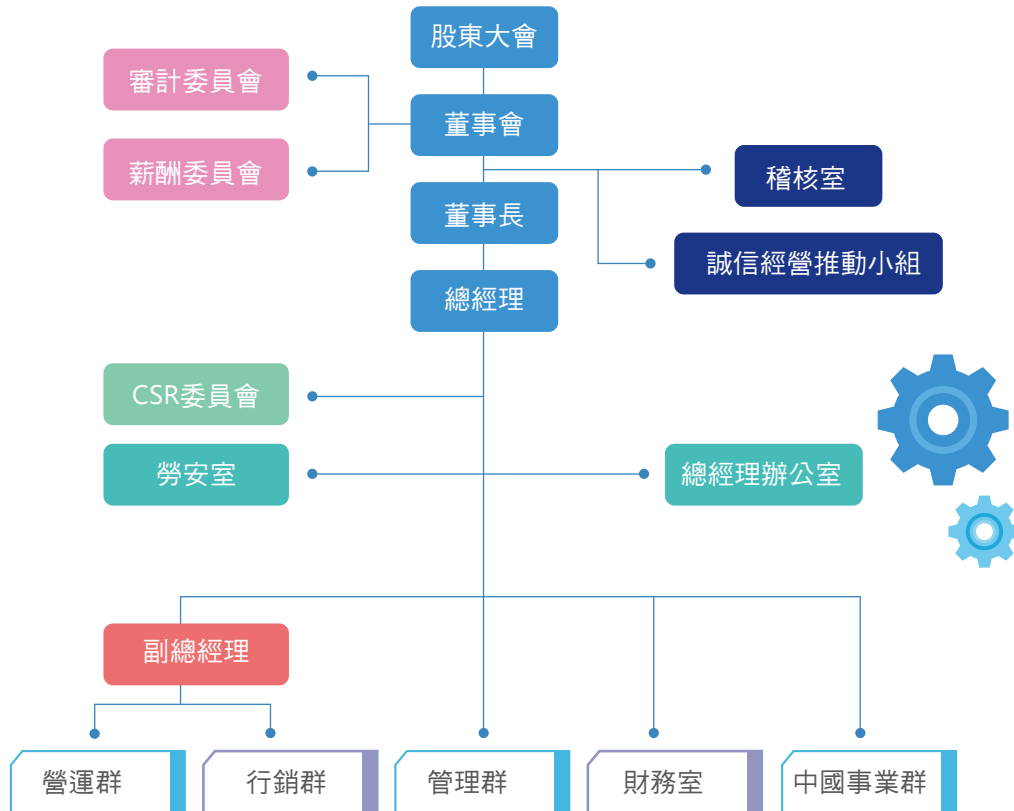 股東大會
審計委員會
董事會
薪酬委員會
稽核室
董事長
誠信經營推動小組
總經理
CSR委員會
勞安室
總經理辦公室
副總經理
營運群
行銷群
管理群
財務室
中國事業群